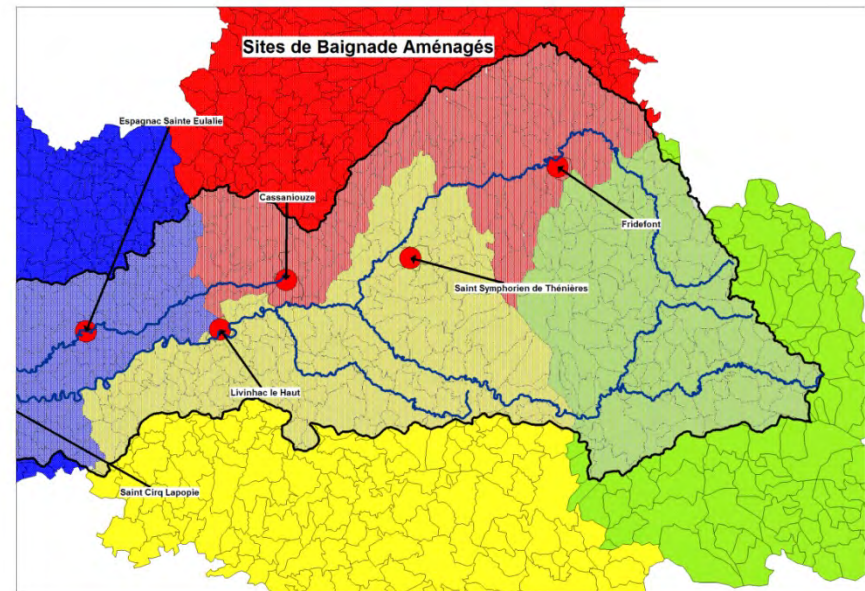 Sites de Baignade Aménagés
Espagnac Sainte Eulalie
Cassaniouze
Fridefont
Saint Symphorien de Thénières
Livinhac le Haut
Saint Cirq Lapopie